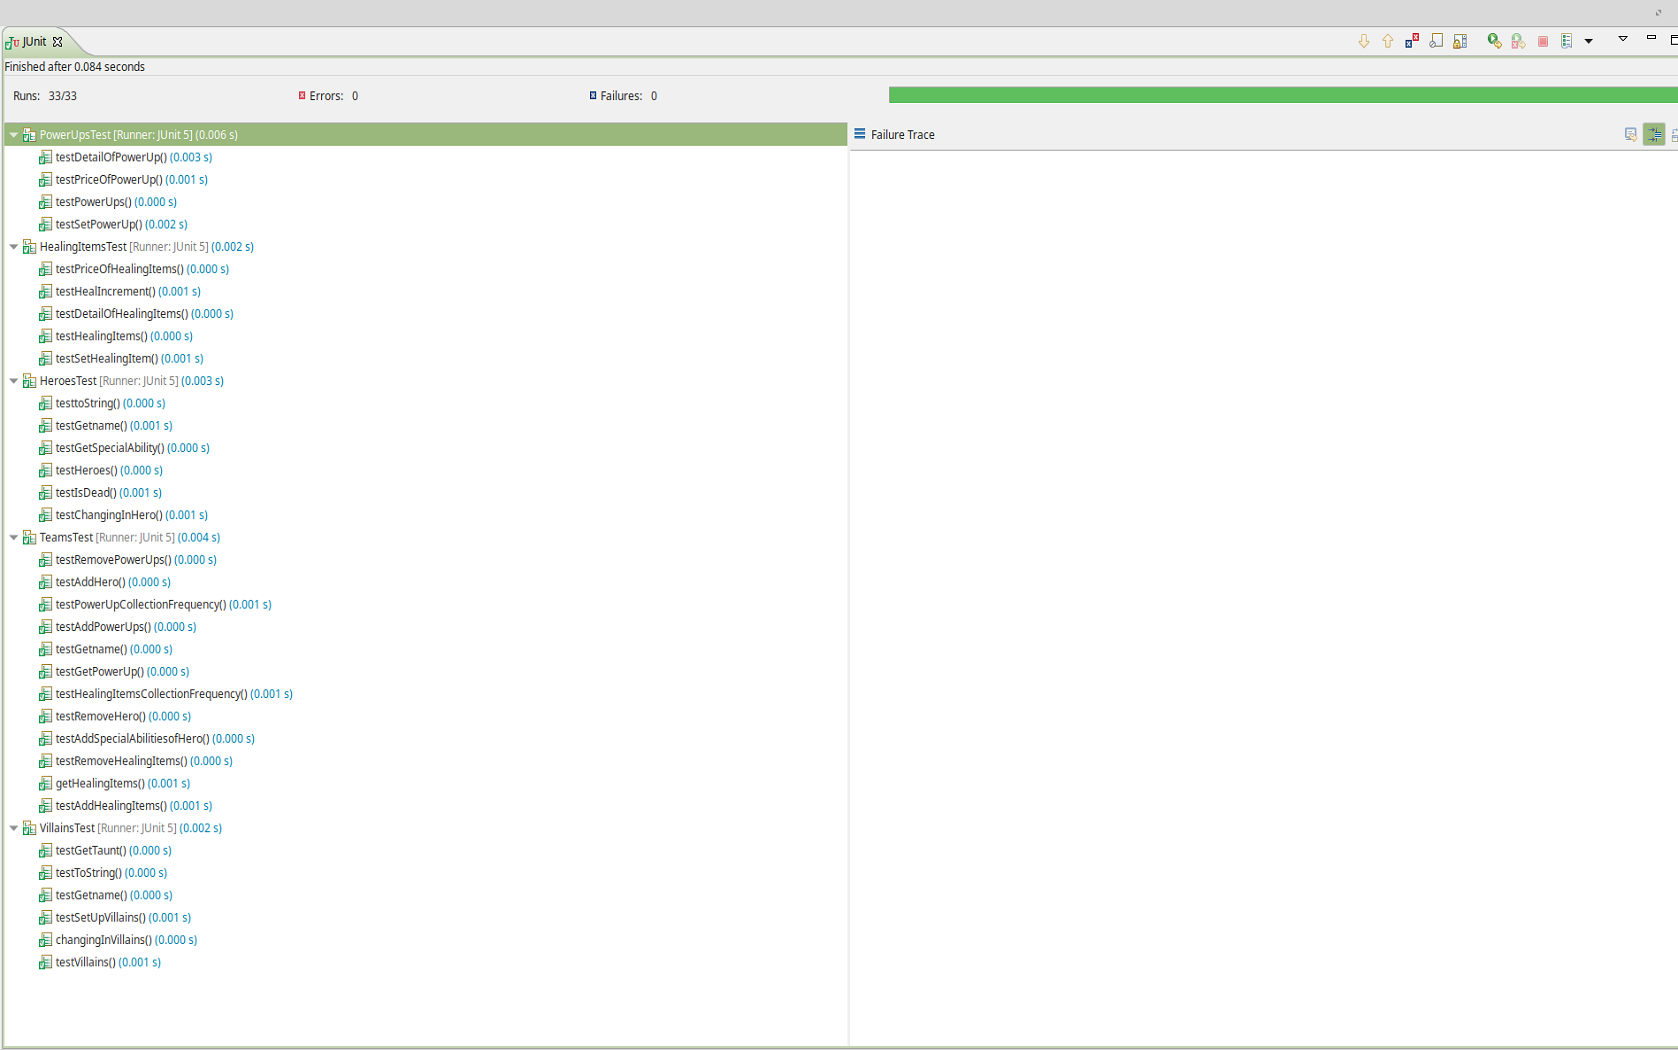 JUnit
Finished after 0.084 seconds
Runs: 33/33 Errors: 0 Failures: 0
PowerUpsTest [Runner: JUnit 5] (0.006 s)
testDetailOfPowerUp() (0.003 s)
testPriceOfPowerUp() (0.001 s)
testPowerUps() (0.000 s)
testSetPowerUp() (0.002 s)
HealingItemsTest [Runner: JUnit 5] (0.002 s)
testPriceOfHealingItems() (0.000 s)
testHealIncrement() (0.001 s)
testDetailOfHealingItems() (0.000 s)
testHealingItems() (0.000 s)
testSetHealingItem() (0.001 s)
HeroesTest [Runner: JUnit 5] (0.003 s)
testtoString() (0.000 s)
testGetname() (0.001 s)
testGetSpecialAbility() (0.000 s)
testHeroes() (0.000 s)
testIsDead() (0.001 s)
testChangingInHero() (0.001 s)
TeamsTest [Runner: JUnit 5] (0.004 s)
testRemovePowerUps() (0.000 s)
testAddHero() (0.000 s)
testPowerUpCollectionFrequency() (0.001 s)
testAddPowerUps() (0.000 s)
testGetname() (0.000 s)
testGetPowerUp() (0.000 s)
testHealingItemsCollectionFrequency() (0.001 s)
testRemoveHero() (0.000 s)
testAddSpecialAbilitiesofHero() (0.000 s)
testRemoveHealingItems() (0.000 s)
getHealingItems() (0.001 s)
testAddHealingItems() (0.001 s)
VillainsTest [Runner: JUnit 5] (0.002 s)
testGetTaunt() (0.000 s)
testToString() (0.000 s)
testGetname() (0.000 s)
testSetUpVillains() (0.001 s)
changingInVillains() (0.000 s)
testVillains() (0.001 s)
Failure Trace